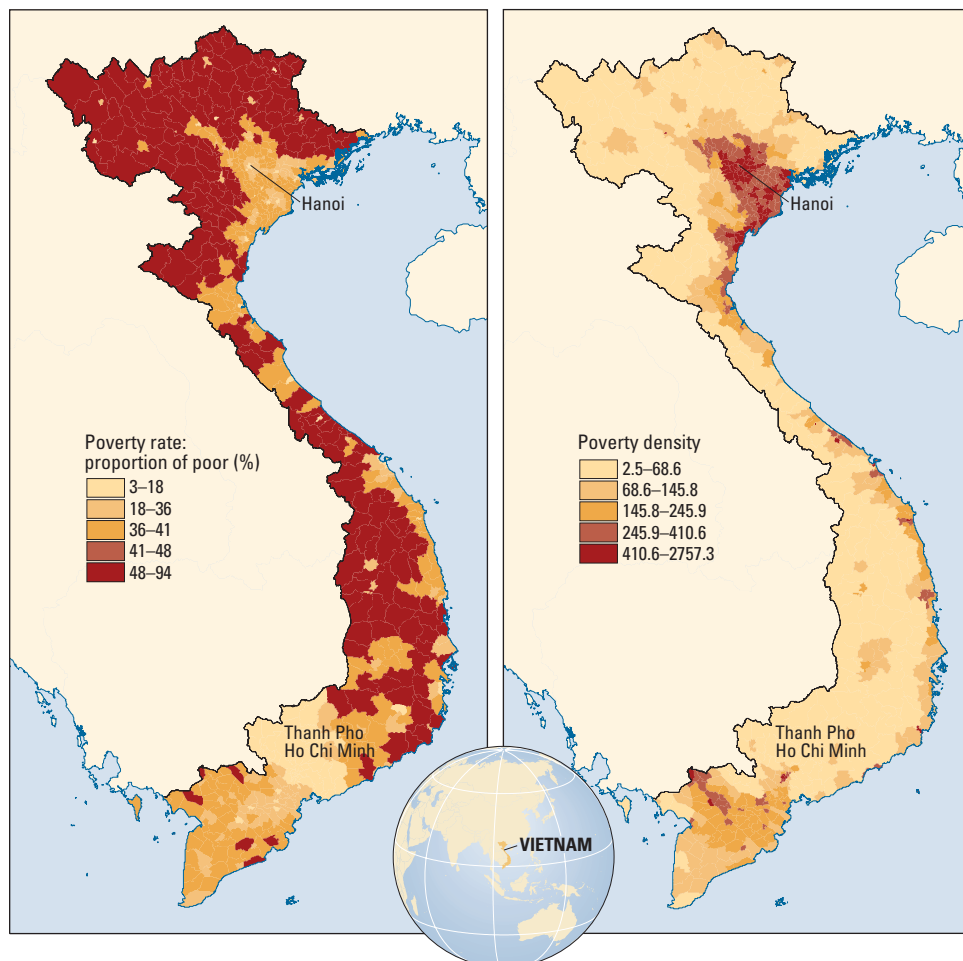 Hanoi
Poverty rate:
proportion of poor (%)
3–18
18–36
36–41
41–48
48–94
Thanh Pho
Ho Chi Minh
Hanoi
Poverty density
2.5–68.6
68.6–145.8
145.8–245.9
245.9–410.6
410.6–2757.3
Thanh Pho
Ho Chi Minh
VIETNAM